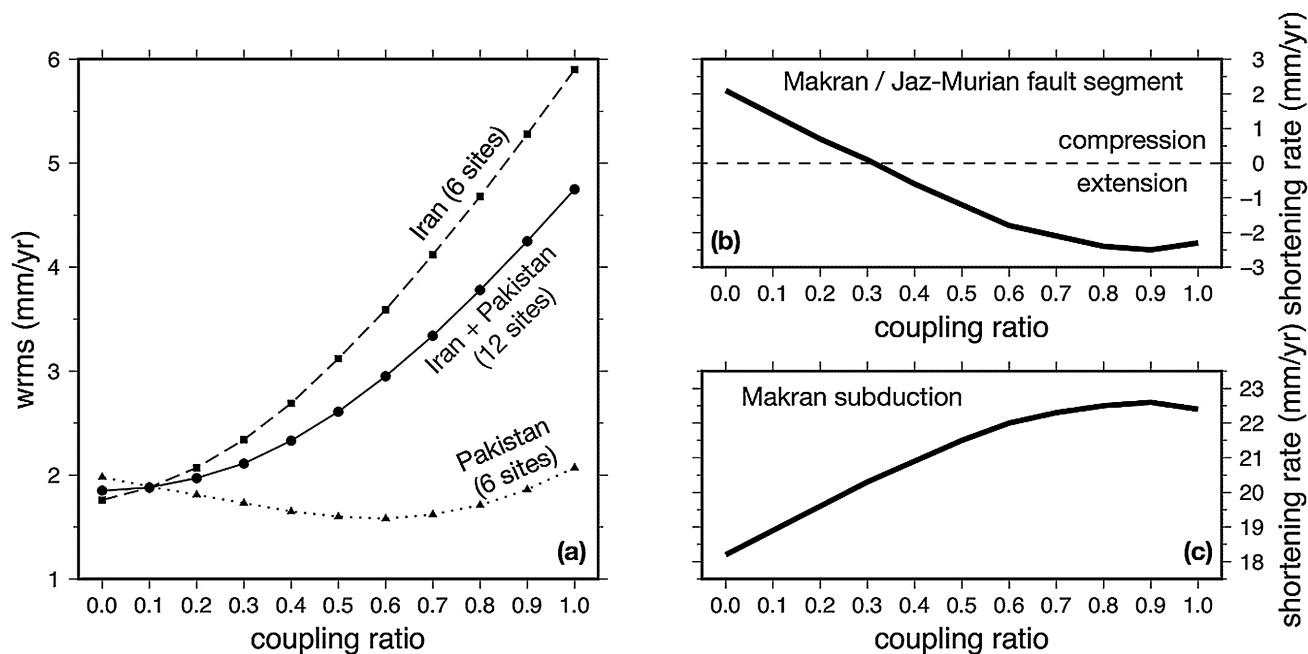 6
5
4
3
2
1
wrms (mm/yr)
Iran (6 sites)
Iran + Pakistan
(12 sites)
Pakistan
(6 sites)
(a)
0.0 0.1 0.2 0.3 0.4 0.5 0.6 0.7 0.8 0.9 1.0
coupling ratio
Makran / Jaz-Murian fault segment
compression
extension
(b)
3
2
1
0
−1
−2
−3
shortening rate (mm/yr)
0.0 0.1 0.2 0.3 0.4 0.5 0.6 0.7 0.8 0.9 1.0
coupling ratio
Makran subduction
(c)
23
22
21
20
19
18
shortening rate (mm/yr)
0.0 0.1 0.2 0.3 0.4 0.5 0.6 0.7 0.8 0.9 1.0
coupling ratio